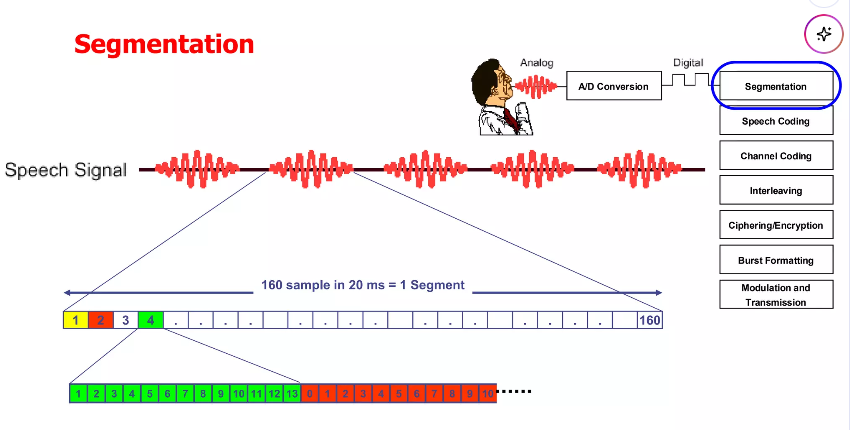 Segmentation
Analog
Digital
A/D Conversion
Segmentation
Speech Coding
Channel Coding
Interleaving
Ciphering/Encryption
Burst Formatting
Modulation and
Transmission
Speech Signal
160 sample in 20 ms = 1 Segment
1 2 3 4 . . . . . . . . . . . . . . . . 160
1 2 3 4 5 6 7 8 9 10 11 12 13 0 1 2 3 4 5 6 7 8 9 10 ......